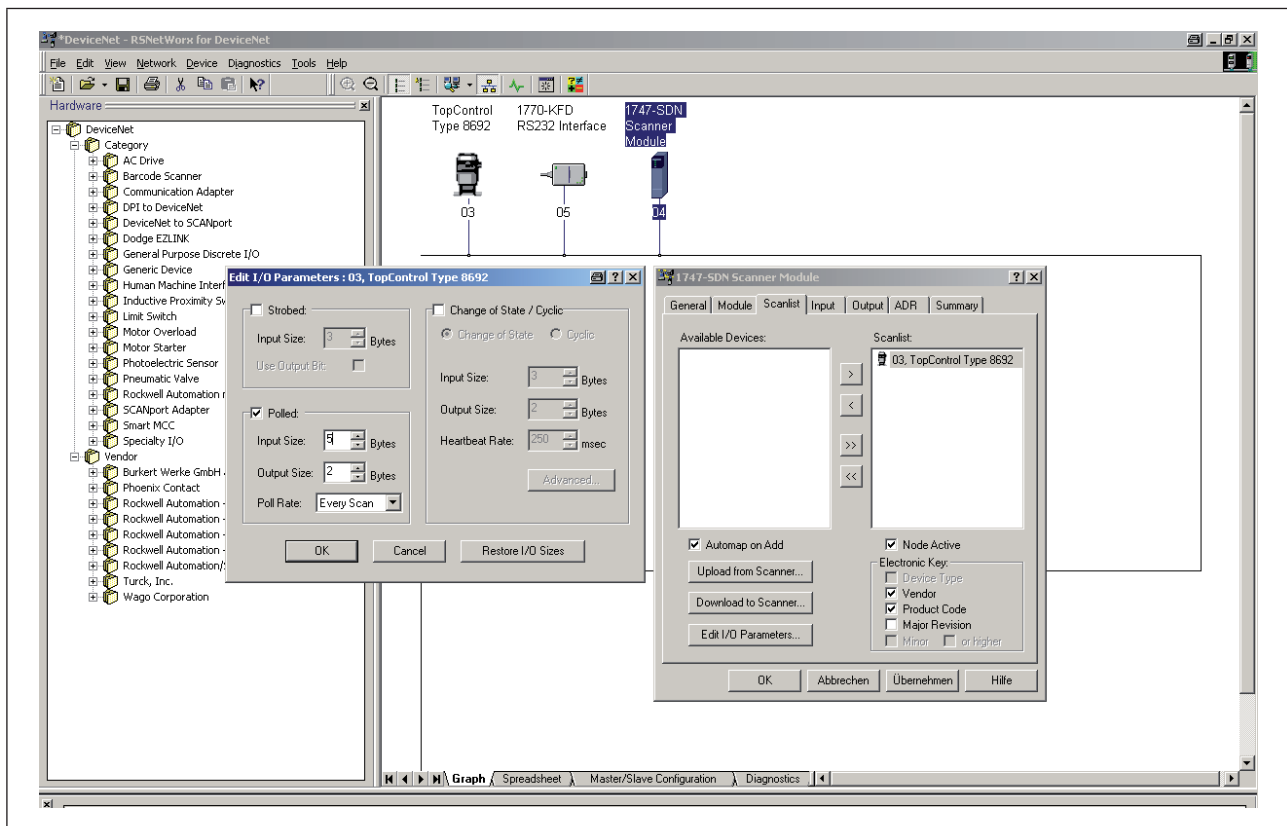 *DeviceNet - RSNetWorx for DeviceNet
File Edit View Network Device Diagnostics Tools Help
Hardware
DeviceNet
Category
AC Drive
Barcode Scanner
Communication Adapter
DPI to DeviceNet
DeviceNet to SCANport
Dodge EZLINK
General Purpose Discrete I/O
Generic Device
Human Machine Interf
Inductive Proximity Sw
Limit Switch
Motor Overload
Motor Starter
Photoelectric Sensor
Pneumatic Valve
Rockwell Automation
SCANport Adapter
Smart MCC
Specialty I/O
Vendor
Burkert Werke GmbH
Phoenix Contact
Rockwell Automation -
Rockwell Automation -
Rockwell Automation -
Rockwell Automation -
Rockwell Automation/
Turck, Inc.
Wago Corporation
TopControl
Type 8692
03
1770-KFD
RS232 Interface
05
1747-SDN
Scanner
Module
04
Edit I/O Parameters : 03, TopControl Type 8692
Strobed:
Input Size: 3 Bytes
Use Output Bit:
Polled:
Input Size: 5 Bytes
Output Size: 2 Bytes
Poll Rate: Every Scan
Change of State / Cyclic
Change of State Cyclic
Input Size: 3 Bytes
Output Size: 2 Bytes
Heartbeat Rate: 250 msec
Advanced...
OK Cancel Restore I/O Sizes
1747-SDN Scanner Module
General Module Scanlist Input Output ADR Summary
Available Devices:
Scanlist:
03, TopControl Type 8692
>
<
>>
<<
Automap on Add
Upload from Scanner...
Download to Scanner...
Edit I/O Parameters...
Node Active
Electronic Key:
Device Type
Vendor
Product Code
Major Revision
Minor or higher
OK Abbrechen Übernehmen Hilfe
Graph Spreadsheet Master/Slave Configuration Diagnostics